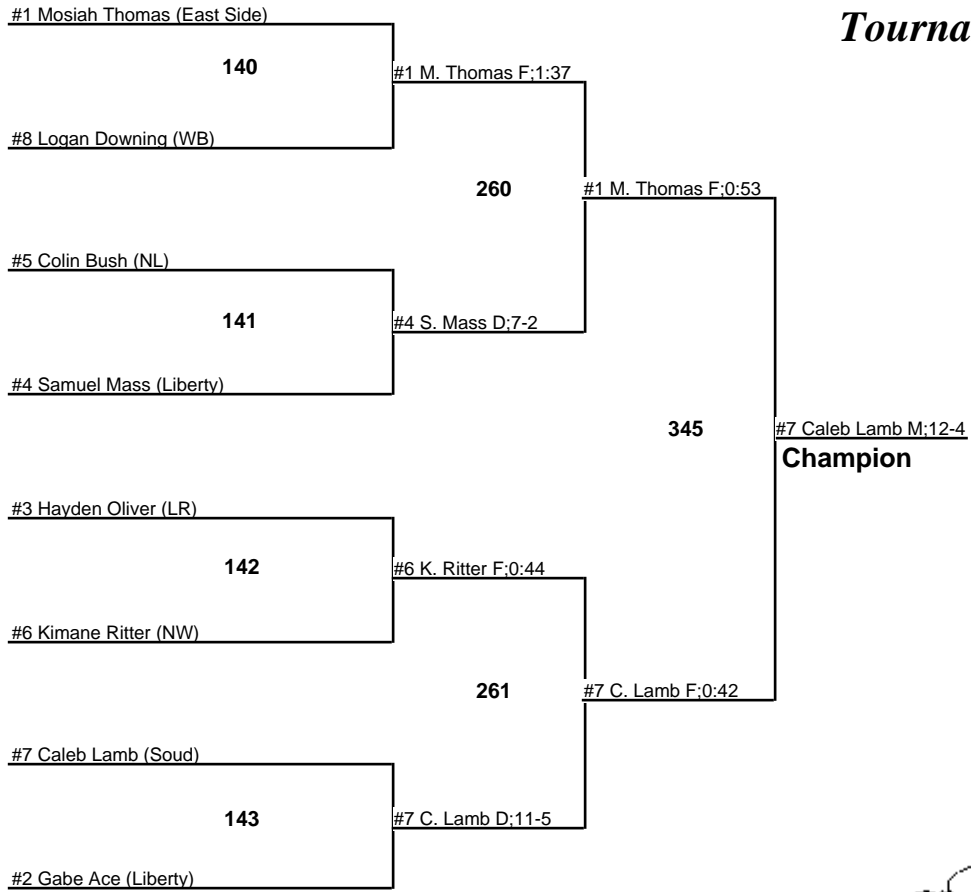 #1 Mosiah Thomas (East Side)
140
#1 M. Thomas F;1:37
#8 Logan Downing (WB)
260
#1 M. Thomas F;0:53
#5 Colin Bush (NL)
141
#4 S. Mass D;7-2
#4 Samuel Mass (Liberty)
345
#7 Caleb Lamb M;12-4
Champion
#3 Hayden Oliver (LR)
142
#6 K. Ritter F;0:44
#6 Kimane Ritter (NW)
261
#7 C. Lamb F;0:42
#7 Caleb Lamb (Soud)
143
#7 C. Lamb D;11-5
#2 Gabe Ace (Liberty)
Tourna